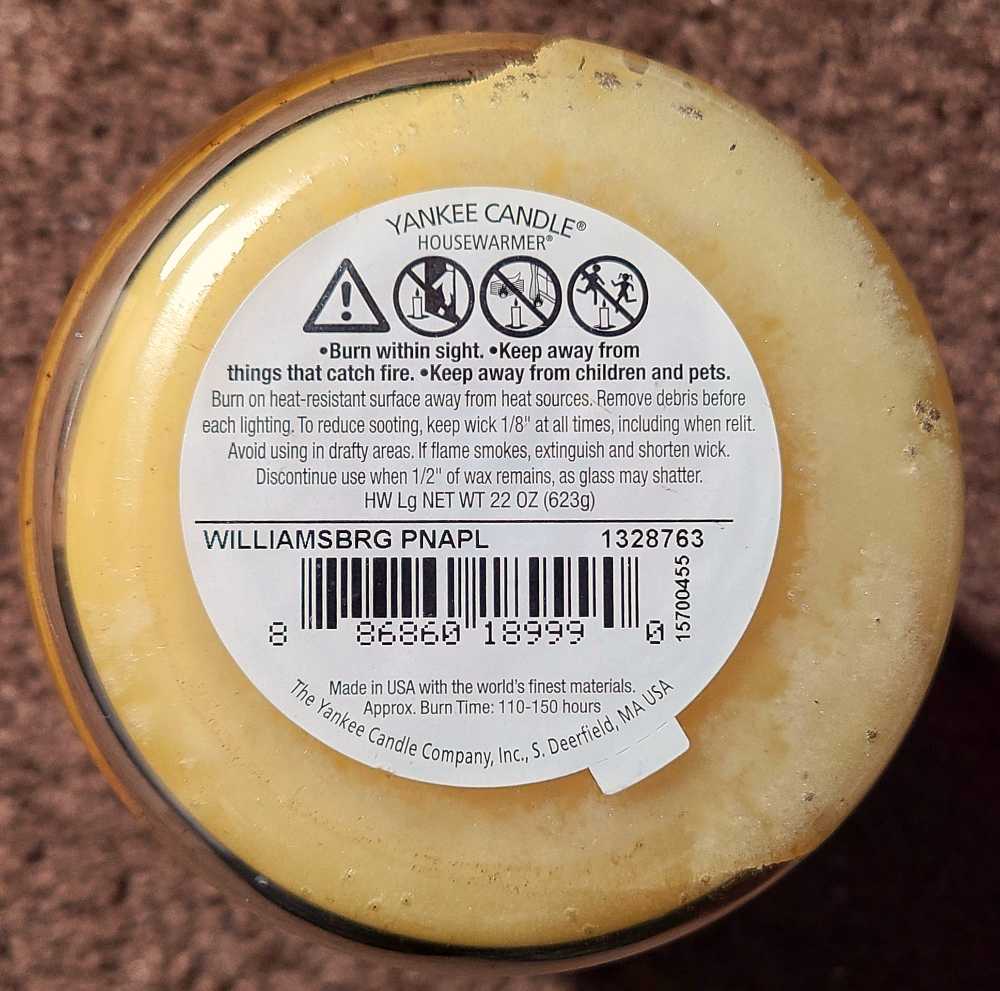 YANKEE CANDLE®
HOUSEWARMER®
•Burn within sight. •Keep away from
things that catch fire. •Keep away from children and pets.
Burn on heat-resistant surface away from heat sources. Remove debris before
each lighting. To reduce sooting, keep wick 1/8" at all times, including when relit.
Avoid using in drafty areas. If flame smokes, extinguish and shorten wick.
Discontinue use when 1/2" of wax remains, as glass may shatter.
HW Lg NET WT 22 OZ (623g)
WILLIAMSBRG PNAPL 1328763
8 86860 18999 0
15700455
Made in USA with the world's finest materials.
Approx. Burn Time: 110-150 hours
The Yankee Candle Company, Inc., S. Deerfield, MA USA